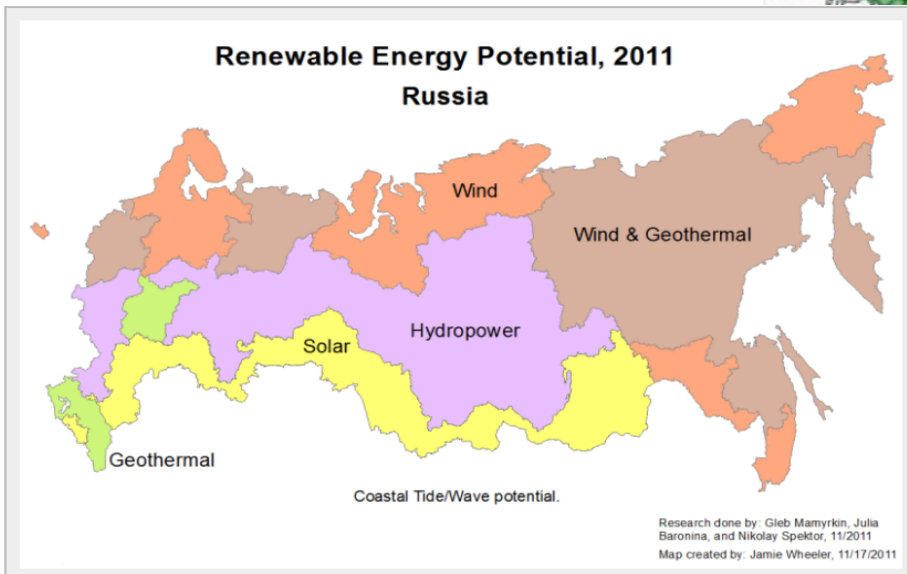 Renewable Energy Potential, 2011
Russia
Wind
Wind & Geothermal
Hydropower
Solar
Geothermal
Coastal Tide/Wave potential.
Research done by: Gleb Mamyrkin, Julia
Baronina, and Nikolay Spektor, 11/2011
Map created by: Jamie Wheeler, 11/17/2011